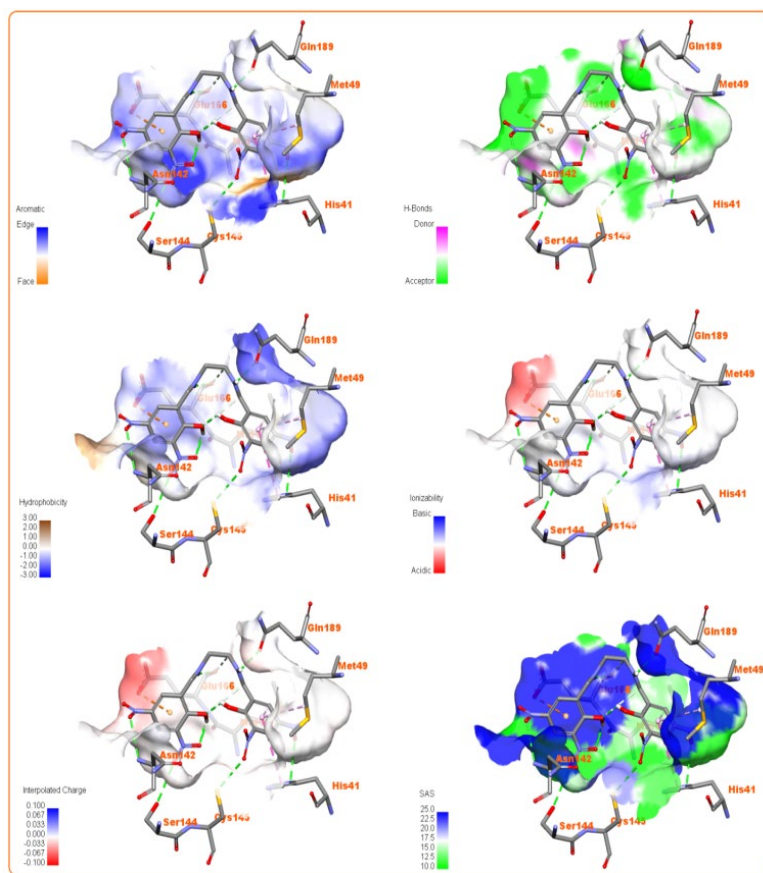 Gln189
Met49
Glu166
Asn142
His41
Ser144
Cys145
Aromatic
Edge
Face
Gln189
Met49
Glu166
Asn142
His41
Ser144
Cys145
H-Bonds
Donor
Acceptor
Gln189
Met49
Glu166
Asn142
His41
Ser144
Cys145
Hydrophobicity
3.00
2.00
1.00
0.00
-1.00
-2.00
-3.00
Gln189
Met49
Glu166
Asn142
His41
Ser144
Cys145
Ionizability
Basic
Acidic
Gln189
Met49
Glu166
Asn142
His41
Ser144
Cys145
Interpolated Charge
0.100
0.067
0.033
0.000
-0.033
-0.067
-0.100
Gln189
Met49
Glu166
Asn142
His41
Ser144
Cys145
SAS
25.0
22.5
20.0
17.5
15.0
12.5
10.0